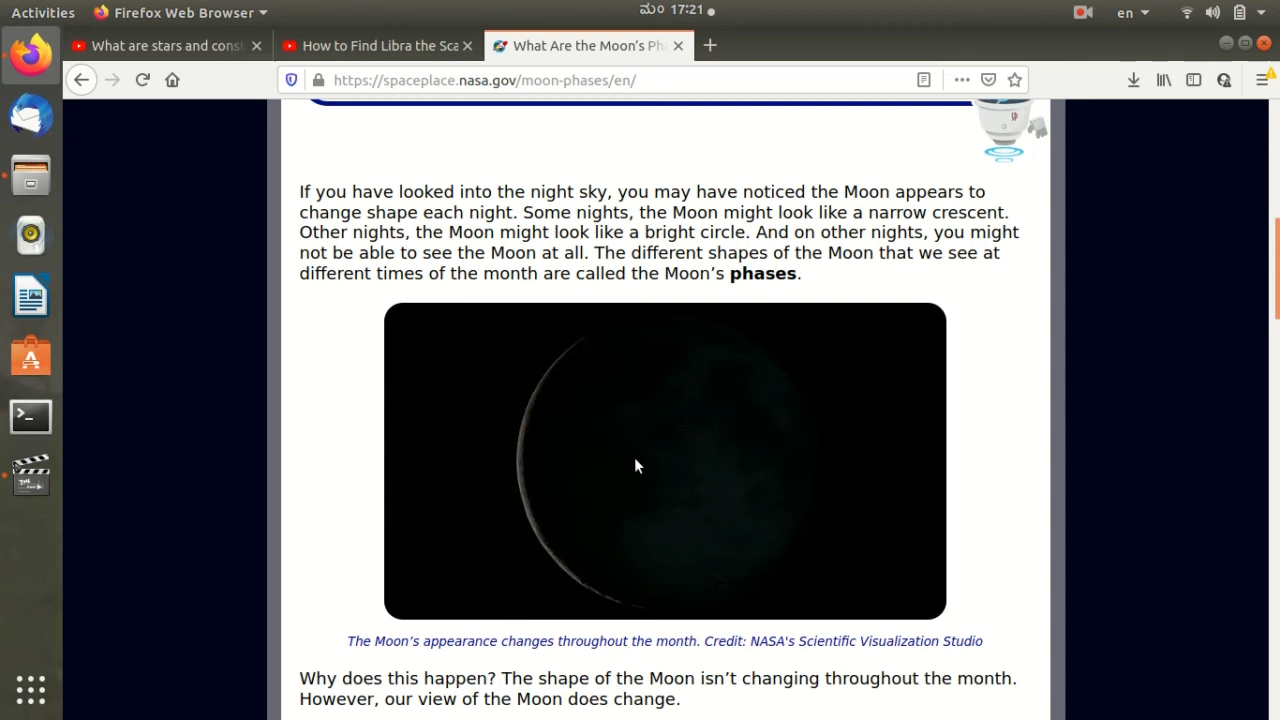 Activities Firefox Web Browser ಮಂಗ 17:21 en
What are stars and const How to Find Libra the Sca What Are the Moon's Pha
https://spaceplace.nasa.gov/moon-phases/en/
If you have looked into the night sky, you may have noticed the Moon appears to
change shape each night. Some nights, the Moon might look like a narrow crescent.
Other nights, the Moon might look like a bright circle. And on other nights, you might
not be able to see the Moon at all. The different shapes of the Moon that we see at
different times of the month are called the Moon’s phases.
The Moon’s appearance changes throughout the month. Credit: NASA's Scientific Visualization Studio
Why does this happen? The shape of the Moon isn’t changing throughout the month.
However, our view of the Moon does change.